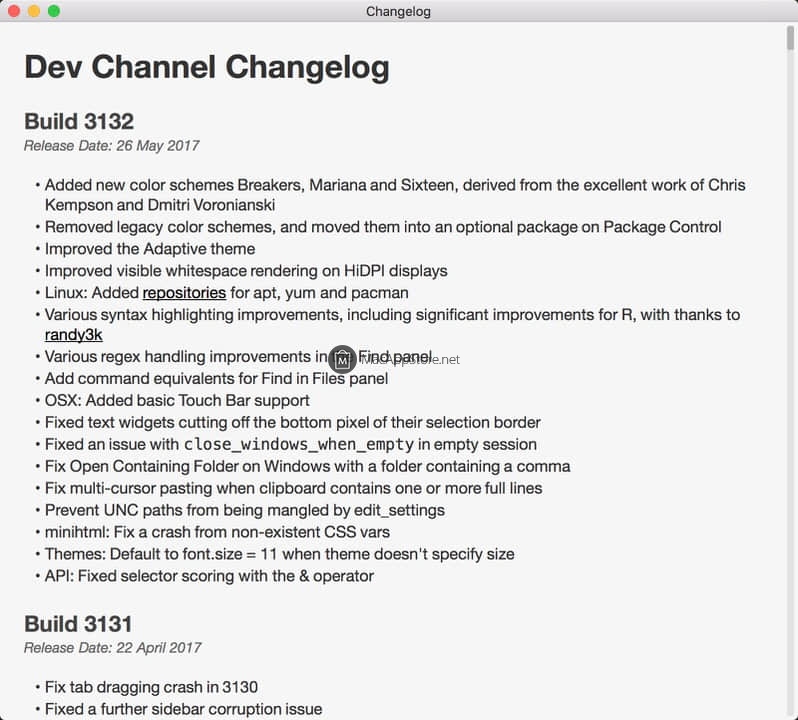 Changelog
Dev Channel Changelog
Build 3132
Release Date: 26 May 2017
• Added new color schemes Breakers, Mariana and Sixteen, derived from the excellent work of Chris
Kempson and Dmitri Voronianski
• Removed legacy color schemes, and moved them into an optional package on Package Control
• Improved the Adaptive theme
• Improved visible whitespace rendering on HiDPI displays
• Linux: Added repositories for apt, yum and pacman
• Various syntax highlighting improvements, including significant improvements for R, with thanks to
randy3k
• Various regex handling improvements in the Find panel
MacAppstore.net
• Add command equivalents for Find in Files panel
• OSX: Added basic Touch Bar support
• Fixed text widgets cutting off the bottom pixel of their selection border
• Fixed an issue with close_windows_when_empty in empty session
• Fix Open Containing Folder on Windows with a folder containing a comma
• Fix multi-cursor pasting when clipboard contains one or more full lines
• Prevent UNC paths from being mangled by edit_settings
• minihtml: Fix a crash from non-existent CSS vars
• Themes: Default to font.size = 11 when theme doesn't specify size
• API: Fixed selector scoring with the & operator
Build 3131
Release Date: 22 April 2017
• Fix tab dragging crash in 3130
• Fixed a further sidebar corruption issue